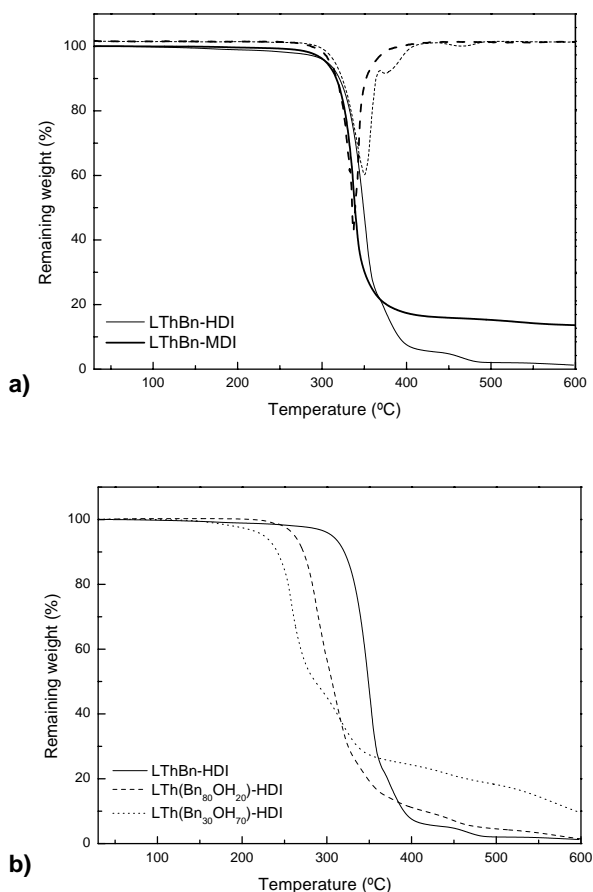 100
80
60
40
20
0
Remaining weight (%)
LThBn-HDI
LThBn-MDI
100 200 300 400 500 600
Temperature (ºC)
a)
100
80
60
40
20
0
Remaining weight (%)
LThBn-HDI
LTh(Bn₈₀OH₂₀)-HDI
LTh(Bn₃₀OH₇₀)-HDI
100 200 300 400 500 600
Temperature (ºC)
b)